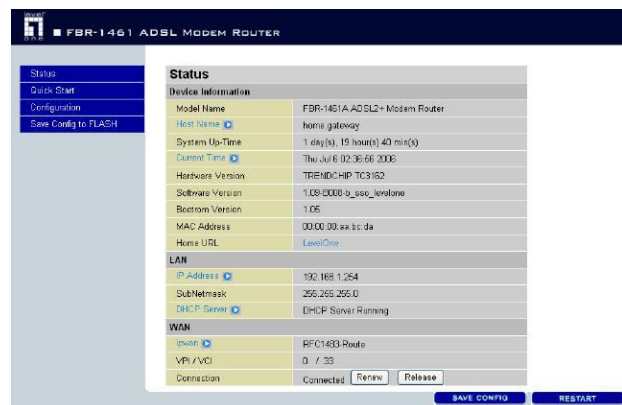 level one
FBR-1461 ADSL MODEM ROUTER
Status
Quick Start
Configuration
Save Config to FLASH
Status
Device Information
Model Name FBR-1461A ADSL2+ Modem Router
Host Name home.gateway
System Up-Time 1 day(s), 19 hour(s) 40 min(s)
Current Time Thu Jul 6 02:36:56 2006
Hardware Version TRENDCHIP TC3162
Software Version
Bootrom Version 1.05
MAC Address 00:00:00:aa:bc:da
Home URL LevelOne
LAN
IP Address 192.168.1.254
SubNetmask 255.255.255.0
DHCP Server DHCP Server Running
WAN
ipwan RFC1483-Route
VPI / VCI 0 / 33
Connection Connected Renew Release
SAVE CONFIG RESTART